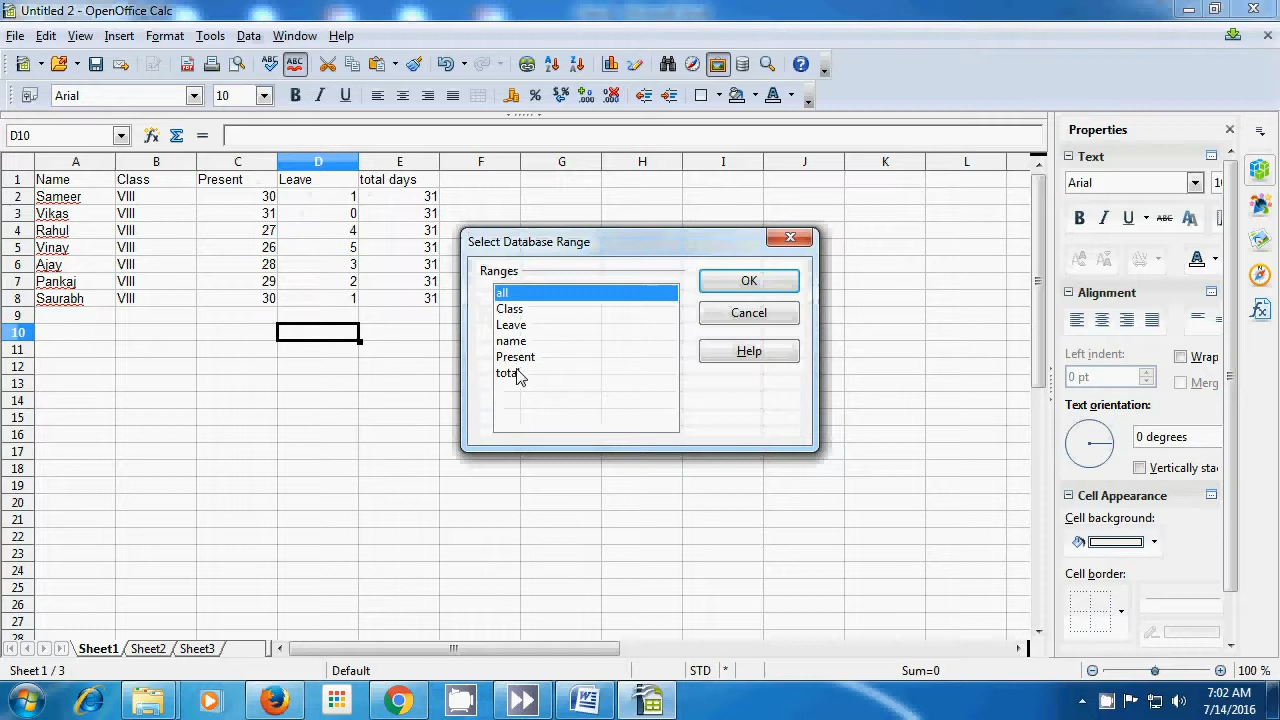 Untitled 2 - OpenOffice Calc
File Edit View Insert Format Tools Data Window Help
Arial 10
D10
A B C D E F G H I J K L
1 Name Class Present Leave total days
2 Sameer VIII 30 1 31
3 Vikas VIII 31 0 31
4 Rahul VIII 27 4 31
5 Vinay VIII 26 5 31
6 Ajay VIII 28 3 31
7 Pankaj VIII 29 2 31
8 Saurabh VIII 30 1 31
9
10
11
12
13
14
15
16
17
18
19
20
21
22
23
24
25
26
27
28
Select Database Range
Ranges
all
Class
Leave
name
Present
total
OK
Cancel
Help
Properties
Text
Arial
Alignment
Left indent: Wrap
0 pt
Text orientation:
0 degrees
Cell Appearance
Cell background:
Cell border:
Sheet1 Sheet2 Sheet3
Sheet 1 / 3 Default STD * Sum=0 100 %
7:02 AM
7/14/2016